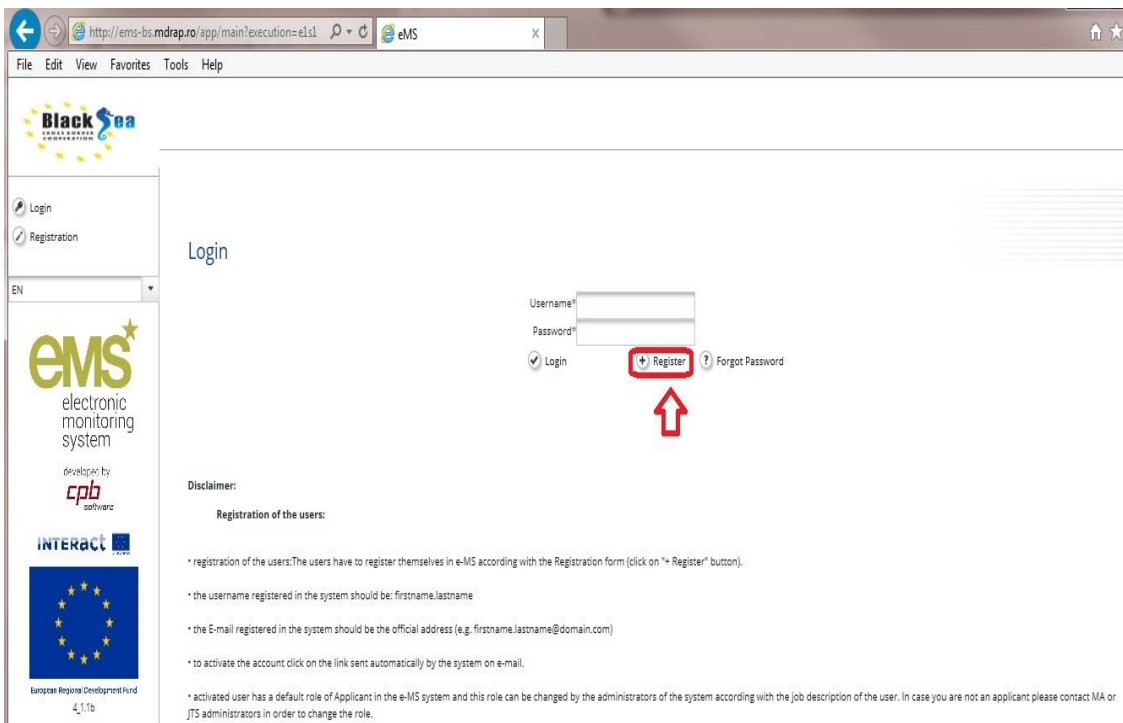 http://ems-bs.mdrap.ro/app/main?execution=e1s1
eMS
File Edit View Favorites Tools Help
Black Sea
CROSS BORDER
COOPERATION
Login
Registration
EN
eMS
electronic
monitoring
system
developed by
cpb
software
INTERact
European Regional Development Fund
4_1.1b
Login
Username*
Password*
Login
Register
Forgot Password
Disclaimer:
Registration of the users:
• registration of the users:The users have to register themselves in e-MS according with the Registration form (click on "+ Register" button).
• the username registered in the system should be: firstname.lastname
• the E-mail registered in the system should be the official address (e.g. firstname.lastname@domain.com)
• to activate the account click on the link sent automatically by the system on e-mail.
• activated user has a default role of Applicant in the e-MS system and this role can be changed by the administrators of the system according with the job description of the user. In case you are not an applicant please contact MA or
JTS administrators in order to change the role.